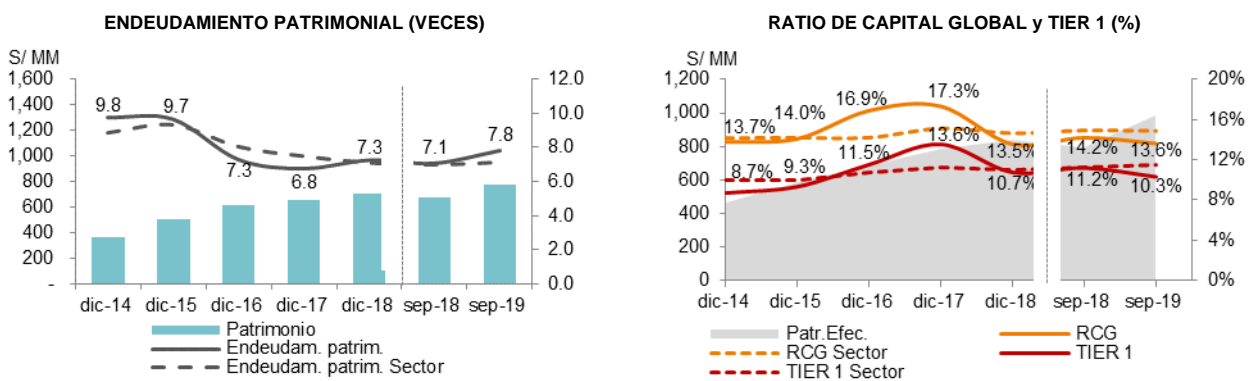 ENDEUDAMIENTO PATRIMONIAL (VECES)
S/ MM
1,600
1,400
1,200
1,000
800
600
400
200
-
12.0
10.0
8.0
6.0
4.0
2.0
0.0
9.8
9.7
7.3
6.8
7.3
7.1
7.8
dic-14
dic-15
dic-16
dic-17
dic-18
sep-18
sep-19
Patrimonio
Endeudam. patrim.
Endeudam. patrim. Sector
RATIO DE CAPITAL GLOBAL y TIER 1 (%)
S/ MM
1,200
1,000
800
600
400
200
0
20%
16%
12%
8%
4%
0%
13.7%
14.0%
16.9%
17.3%
13.5%
14.2%
13.6%
8.7%
9.3%
11.5%
13.6%
10.7%
11.2%
10.3%
dic-14
dic-15
dic-16
dic-17
dic-18
sep-18
sep-19
Patr.Efec.
RCG
RCG Sector
TIER 1
TIER 1 Sector